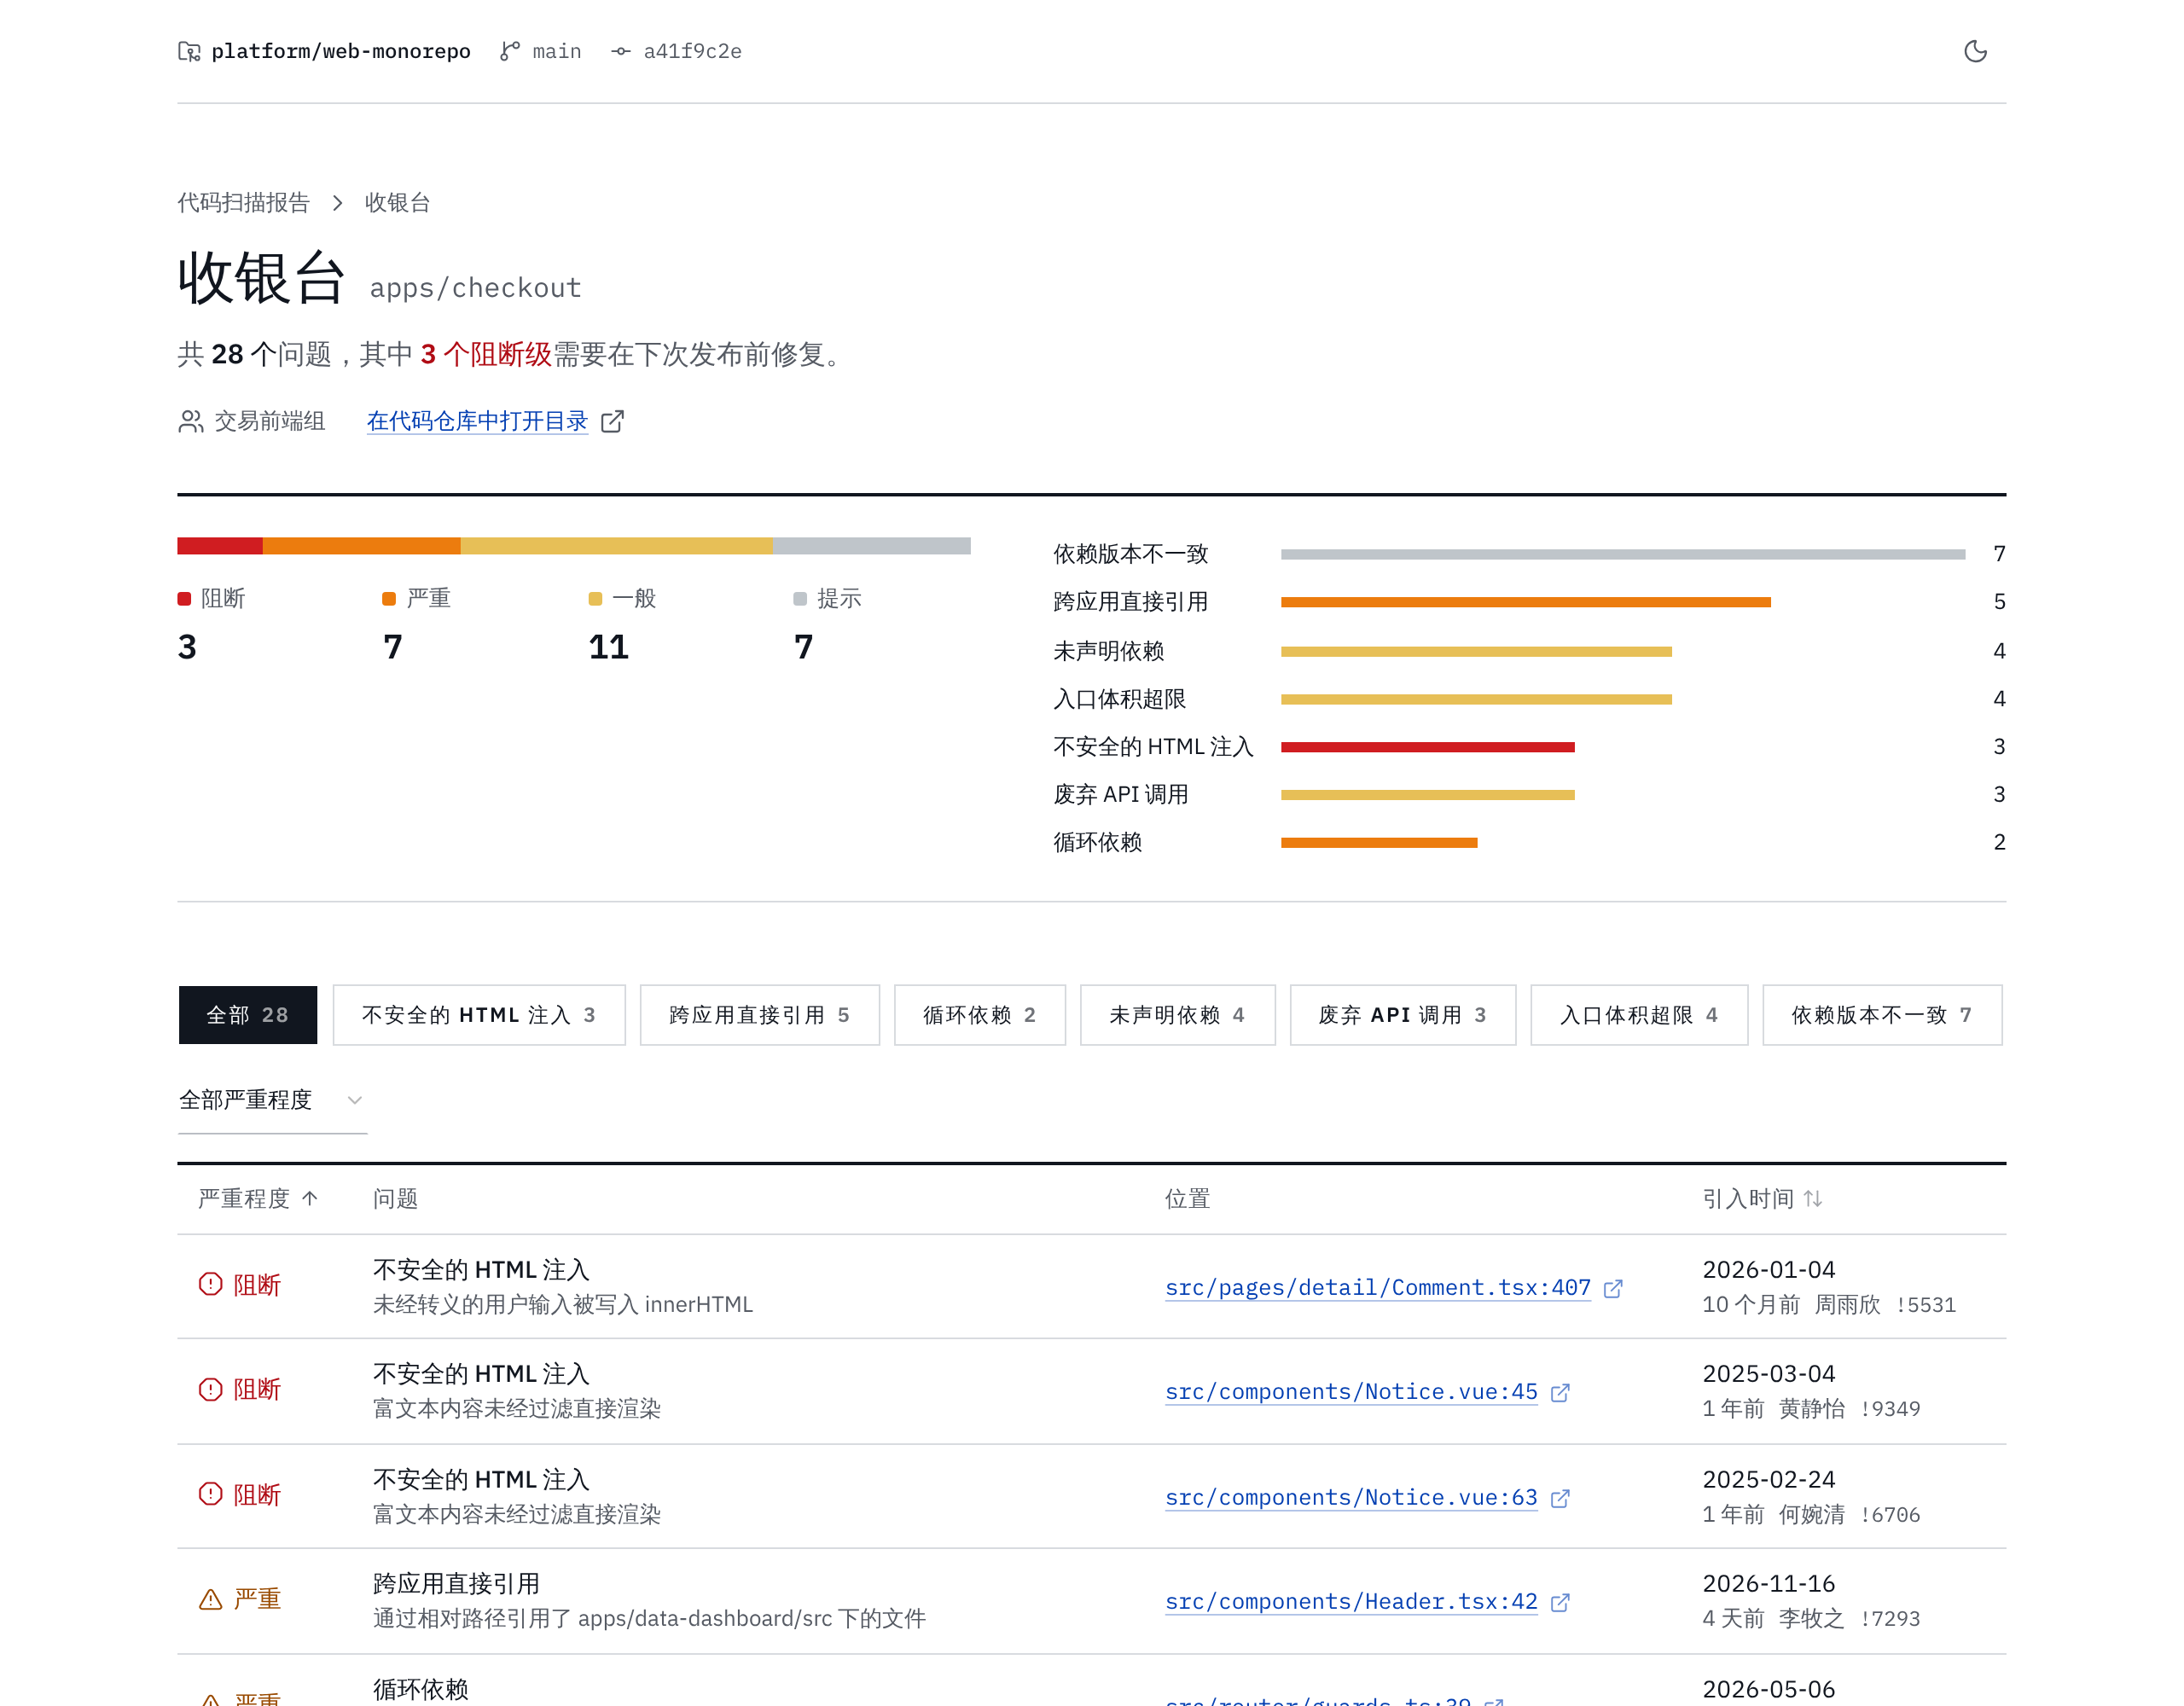 platform/web-monorepo main a41f9c2e
代码扫描报告 收银台
收银台 apps/checkout
共 28 个问题，其中 3 个阻断级需要在下次发布前修复。
交易前端组 在代码仓库中打开目录
阻断 严重 一般 提示
3 7 11 7
依赖版本不一致 7
跨应用直接引用 5
未声明依赖 4
入口体积超限 4
不安全的 HTML 注入 3
废弃 API 调用 3
循环依赖 2
全部 28 不安全的 HTML 注入 3 跨应用直接引用 5 循环依赖 2 未声明依赖 4 废弃 API 调用 3 入口体积超限 4 依赖版本不一致 7
全部严重程度
严重程度 问题 位置 引入时间
阻断 不安全的 HTML 注入 src/pages/detail/Comment.tsx:407 2026-01-04
未经转义的用户输入被写入 innerHTML 10 个月前 周雨欣 !5531
阻断 不安全的 HTML 注入 src/components/Notice.vue:45 2025-03-04
富文本内容未经过滤直接渲染 1 年前 黄静怡 !9349
阻断 不安全的 HTML 注入 src/components/Notice.vue:63 2025-02-24
富文本内容未经过滤直接渲染 1 年前 何婉清 !6706
严重 跨应用直接引用 src/components/Header.tsx:42 2026-11-16
通过相对路径引用了 apps/data-dashboard/src 下的文件 4 天前 李牧之 !7293
严重 循环依赖 src/router/guards.ts:39 2026-05-06